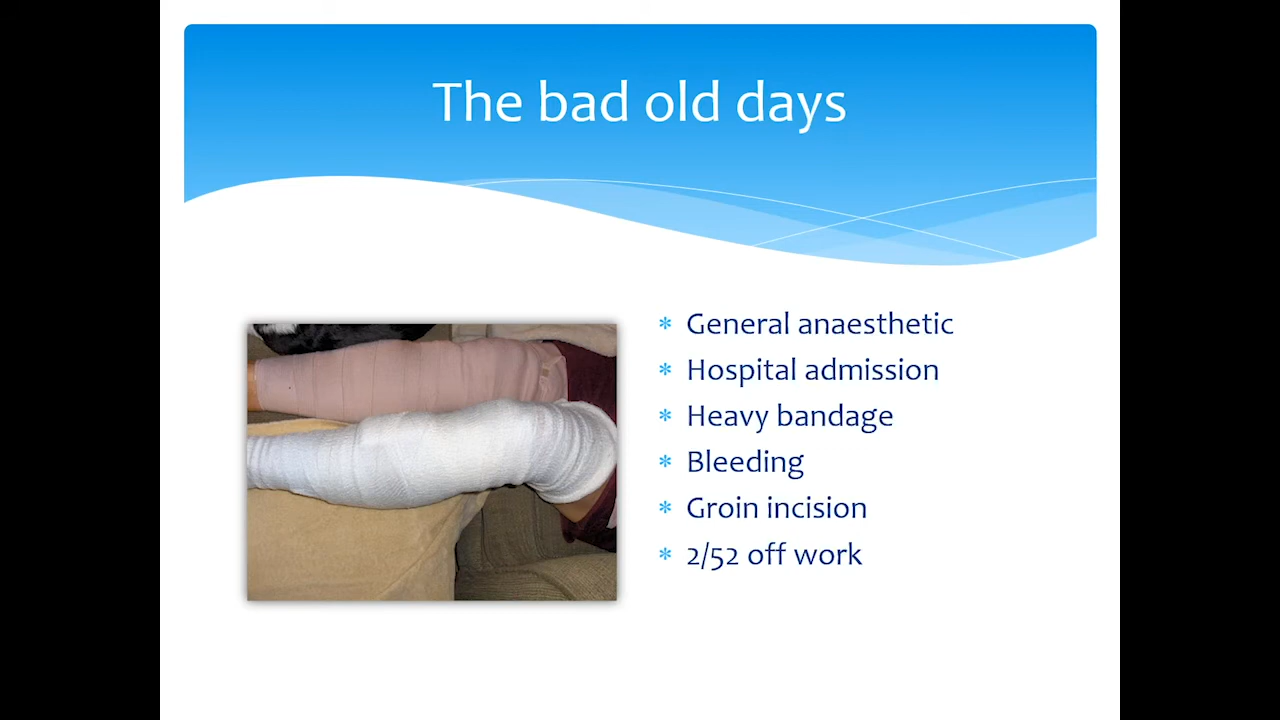 The bad old days
* General anaesthetic
* Hospital admission
* Heavy bandage
* Bleeding
* Groin incision
* 2/52 off work